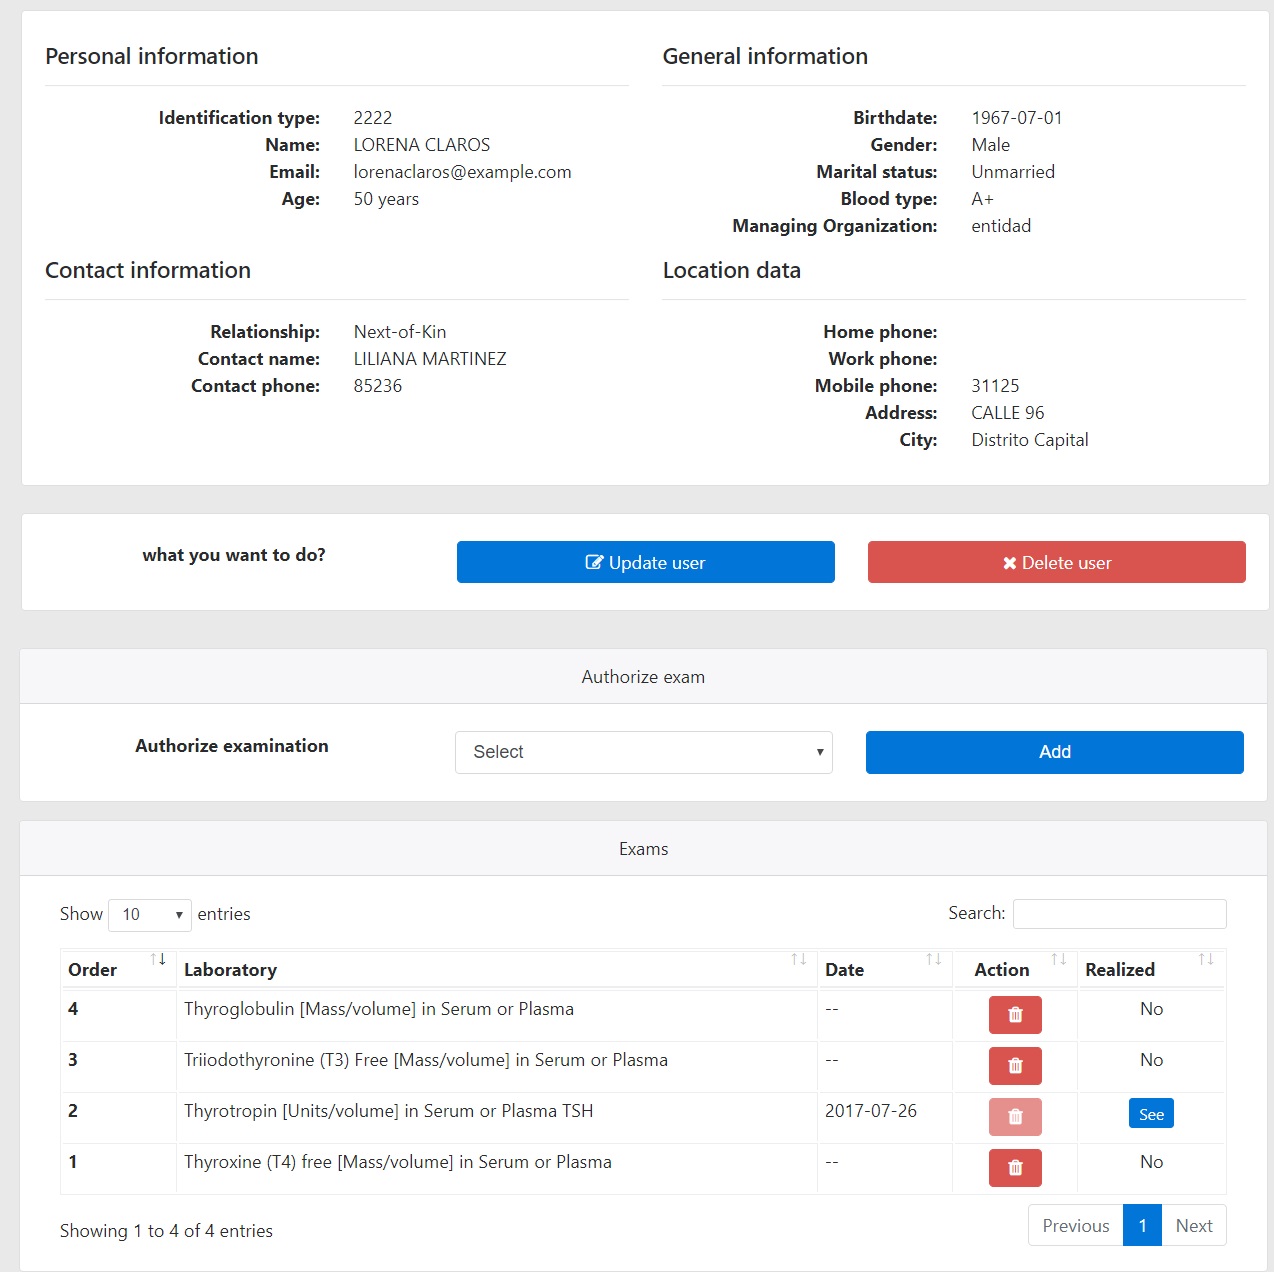 Personal information
Identification type: 2222
Name: LORENA CLAROS
Email: lorenaclaros@example.com
Age: 50 years
General information
Birthdate: 1967-07-01
Gender: Male
Marital status: Unmarried
Blood type: A+
Managing Organization: entidad
Contact information
Relationship: Next-of-Kin
Contact name: LILIANA MARTINEZ
Contact phone: 85236
Location data
Home phone:
Work phone:
Mobile phone: 31125
Address: CALLE 96
City: Distrito Capital
what you want to do? Update user Delete user
Authorize exam
Authorize examination Select Add
Exams
Show 10 entries Search:
Order Laboratory Date Action Realized
4 Thyroglobulin [Mass/volume] in Serum or Plasma -- No
3 Triiodothyronine (T3) Free [Mass/volume] in Serum or Plasma -- No
2 Thyrotropin [Units/volume] in Serum or Plasma TSH 2017-07-26 See
1 Thyroxine (T4) free [Mass/volume] in Serum or Plasma -- No
Showing 1 to 4 of 4 entries Previous 1 Next